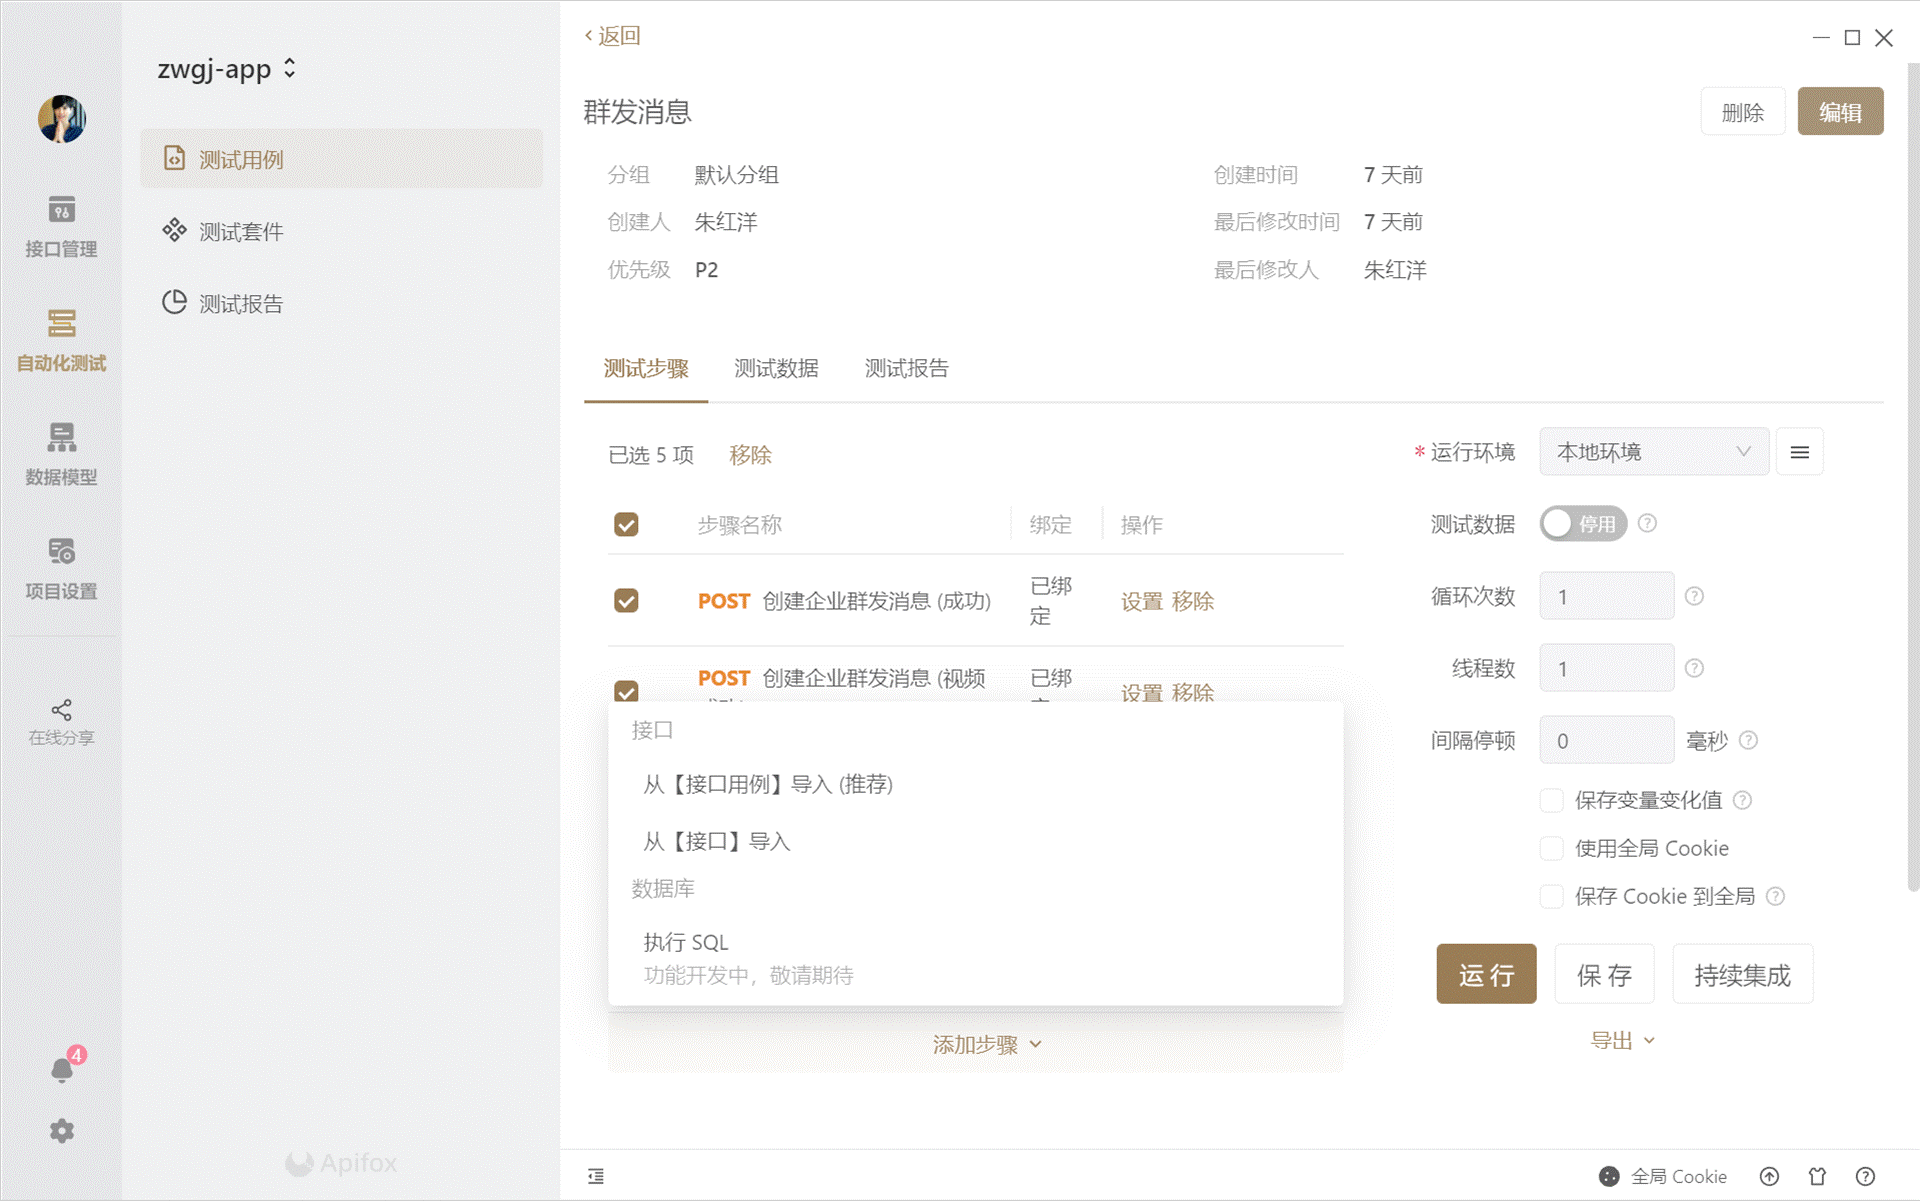 返回
zwgj-app
群发消息
删除
编辑
测试用例
测试套件
测试报告
接口管理
自动化测试
数据模型
项目设置
在线分享
4
Apifox
分组 默认分组
创建时间 7 天前
创建人 朱红洋
最后修改时间 7 天前
优先级 P2
最后修改人 朱红洋
测试步骤 测试数据 测试报告
已选 5 项 移除
步骤名称 绑定 操作
POST 创建企业群发消息 (成功) 已绑
定
设置 移除
POST 创建企业群发消息 (视频 已绑
设置 移除
接口
从【接口用例】导入 (推荐)
从【接口】导入
数据库
执行 SQL
功能开发中，敬请期待
添加步骤
* 运行环境 本地环境
测试数据 停用
循环次数 1
线程数 1
间隔停顿 0 毫秒
保存变量变化值
使用全局 Cookie
保存 Cookie 到全局
运 行
保 存
持续集成
导出
全局 Cookie